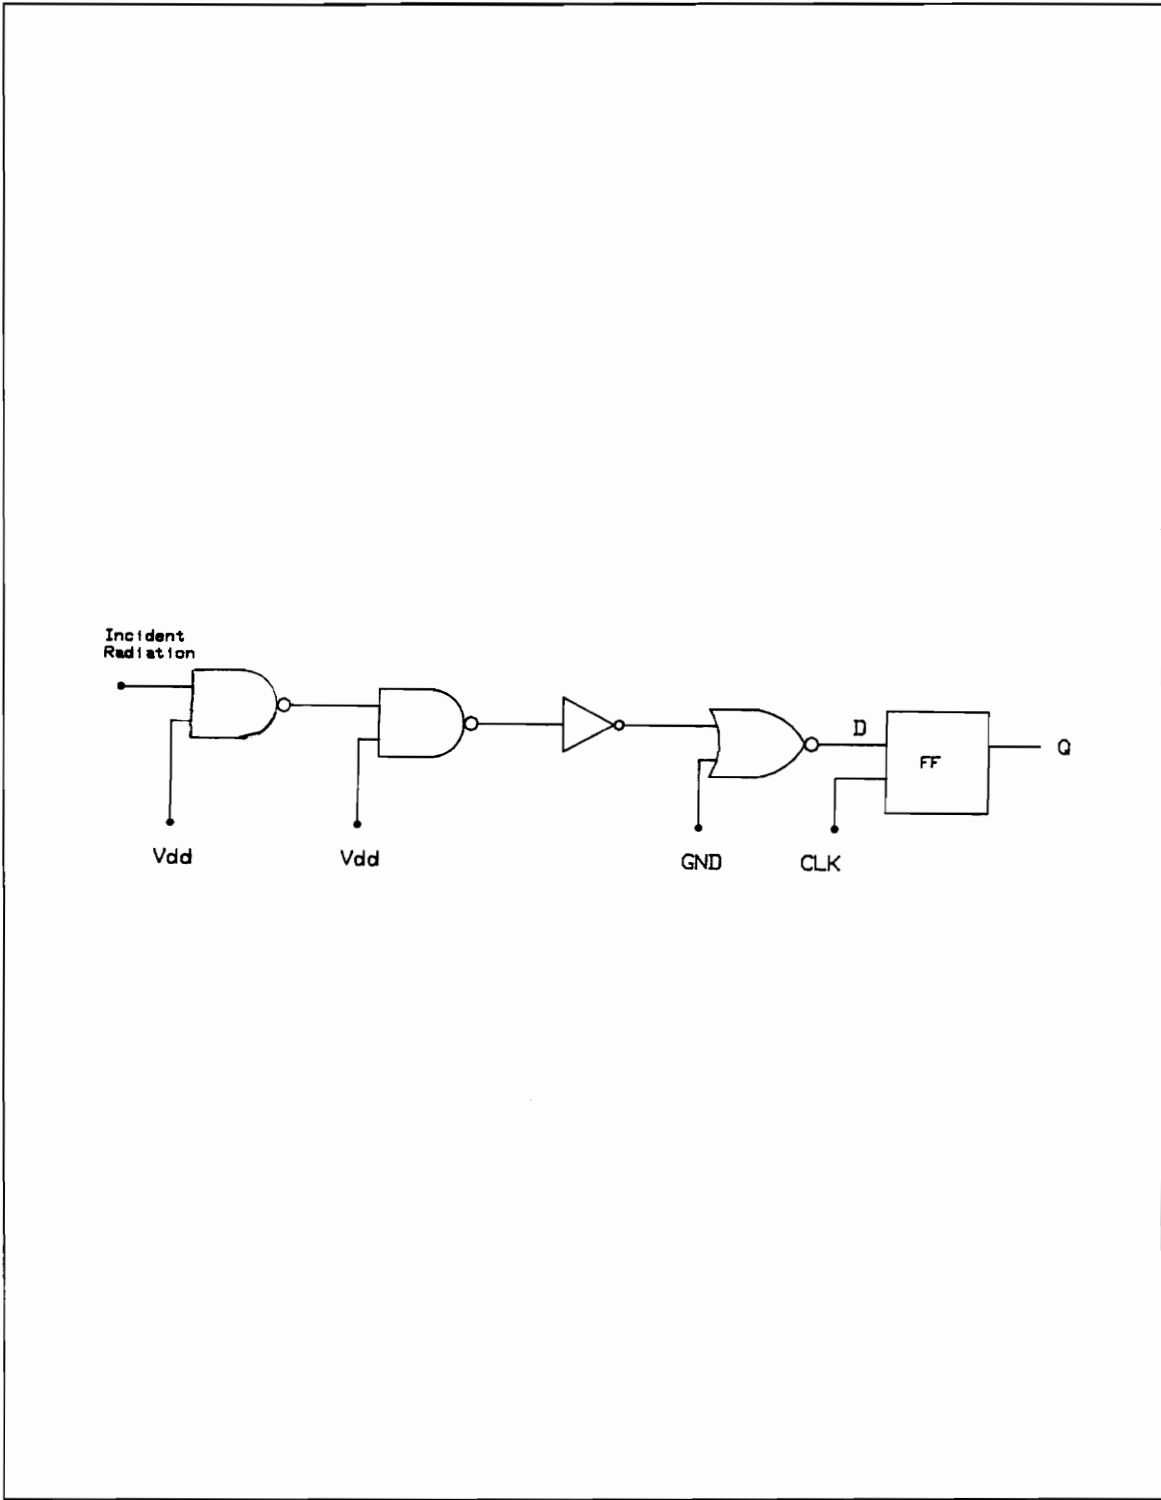 Incident
Radiation
D
Q
FF
Vdd
Vdd
GND
CLK